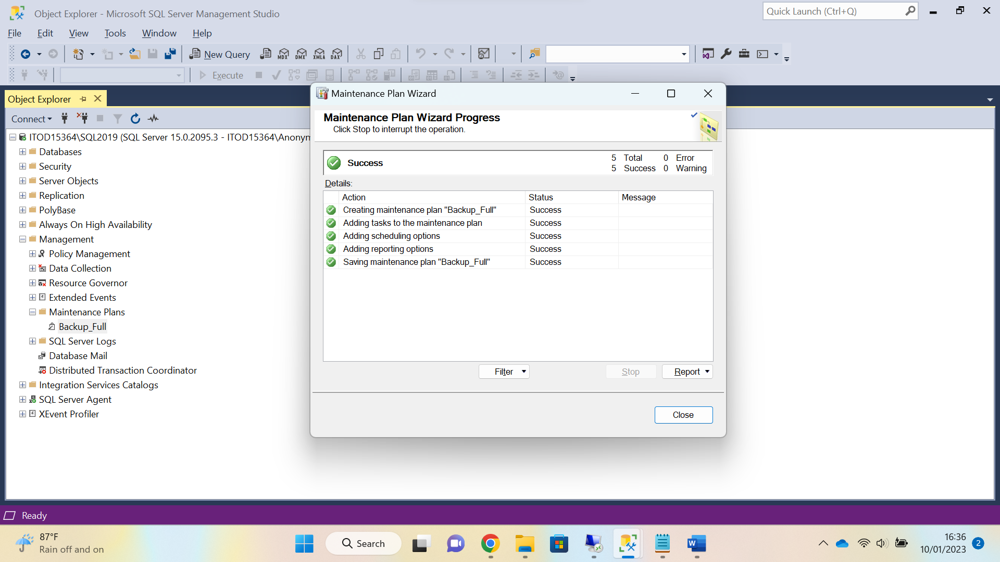 Object Explorer - Microsoft SQL Server Management Studio
Quick Launch (Ctrl+Q)
File Edit View Tools Window Help
New Query MDX DMX XMLA DAX
Execute
Object Explorer
Connect
ITOD15364\SQL2019 (SQL Server 15.0.2095.3 - ITOD15364\Anonym
Databases
Security
Server Objects
Replication
PolyBase
Always On High Availability
Management
Policy Management
Data Collection
Resource Governor
Extended Events
Maintenance Plans
Backup_Full
SQL Server Logs
Database Mail
Distributed Transaction Coordinator
Integration Services Catalogs
SQL Server Agent
XEvent Profiler
Maintenance Plan Wizard
Maintenance Plan Wizard Progress
Click Stop to interrupt the operation.
Success
5 Total 0 Error
5 Success 0 Warning
Details:
Action Status Message
Creating maintenance plan "Backup_Full" Success
Adding tasks to the maintenance plan Success
Adding scheduling options Success
Adding reporting options Success
Saving maintenance plan "Backup_Full" Success
Filter Stop Report
Close
Ready
87°F
Rain off and on
Search
16:36
10/01/2023
2